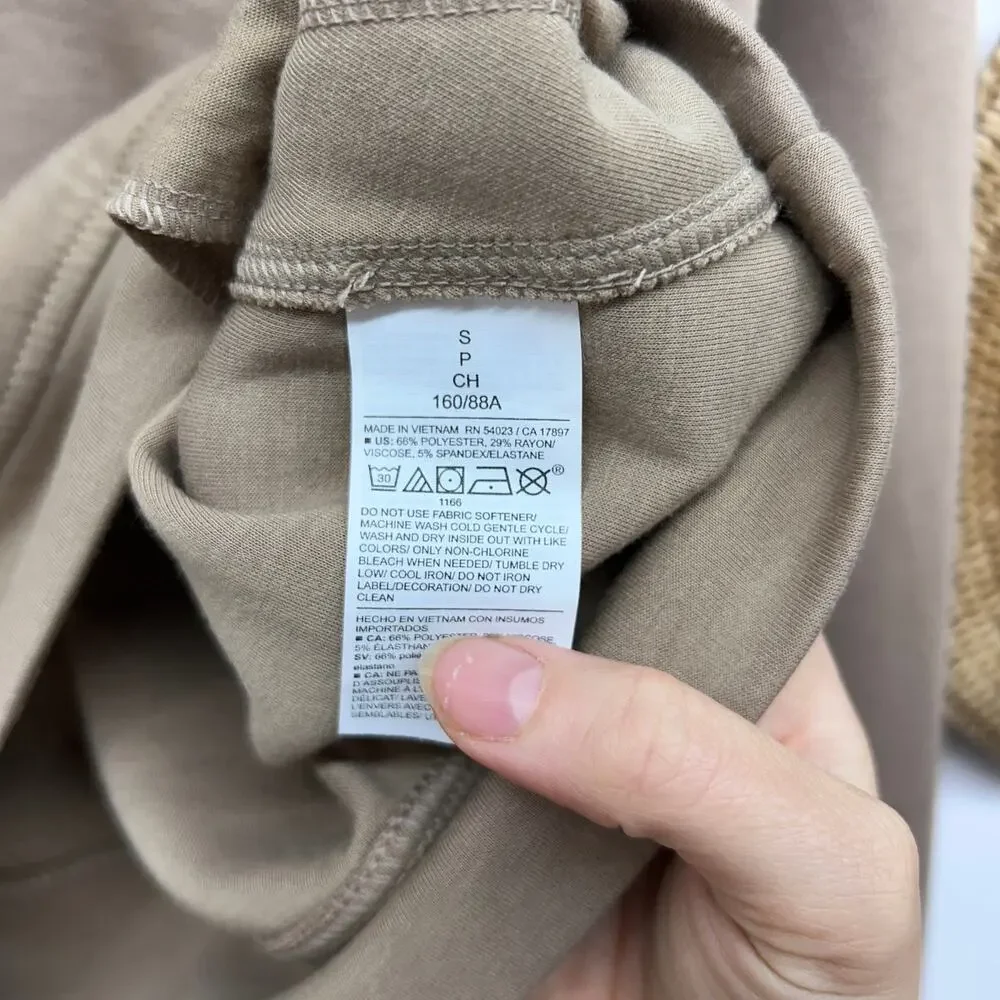 S
P
CH
160/88A
MADE IN VIETNAM RN 54023 / CA 17897
■ US: 66% POLYESTER, 29% RAYON/
VISCOSE, 5% SPANDEX/ELASTANE
30 ®
1166
DO NOT USE FABRIC SOFTENER/
MACHINE WASH COLD GENTLE CYCLE/
WASH AND DRY INSIDE OUT WITH LIKE
COLORS/ ONLY NON-CHLORINE
BLEACH WHEN NEEDED/ TUMBLE DRY
LOW/ COOL IRON/ DO NOT IRON
LABEL/DECORATION/ DO NOT DRY
CLEAN
HECHO EN VIETNAM CON INSUMOS
IMPORTADOS
■ CA: 66% POLYESTER
5% ÉLASTHAN
SV: 66%
elastano
■ CA: NE PA
D'ASSOUPLIS
MACHINE À L'
DÉLICAT/ LAVE
L'ENVERS AVEC
SEMBLABLES/